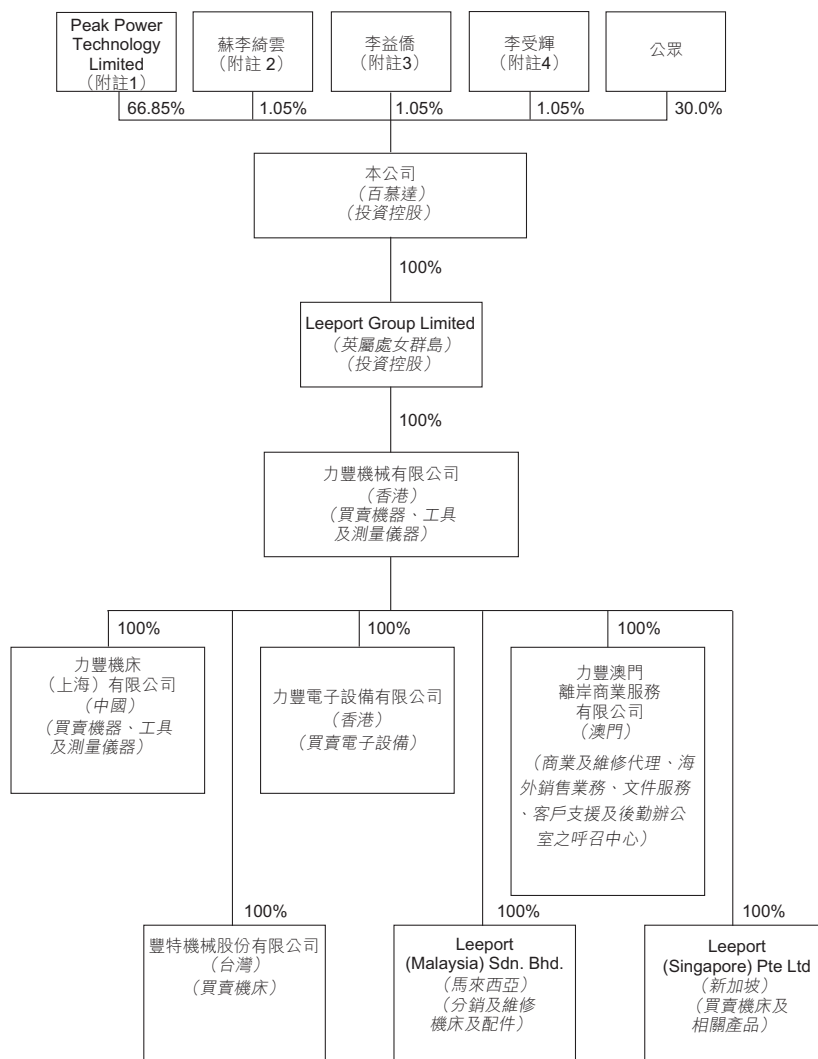 Peak Power
Technology
Limited
（附註1）
蘇李綺雲
（附註 2）
李益僑
（附註3）
李受輝
（附註4）
公眾
66.85%
1.05%
1.05%
1.05%
30.0%
本公司
（百慕達）
（投資控股）
100%
Leeport Group Limited
（英屬處女群島）
（投資控股）
100%
力豐機械有限公司
（香港）
（買賣機器、工具
及測量儀器）
100%
100%
100%
力豐機床
（上海）有限公司
（中國）
（買賣機器、工具
及測量儀器）
力豐電子設備有限公司
（香港）
（買賣電子設備）
力豐澳門
離岸商業服務
有限公司
（澳門）
（商業及維修代理、海
外銷售業務、文件服務
、客戶支援及後勤辦公
室之呼召中心）
100%
100%
100%
豐特機械股份有限公司
（台灣）
（買賣機床）
Leeport
(Malaysia) Sdn. Bhd.
（馬來西亞）
（分銷及維修
機床及配件）
Leeport
(Singapore) Pte Ltd
（新加坡）
（買賣機床及
相關產品）